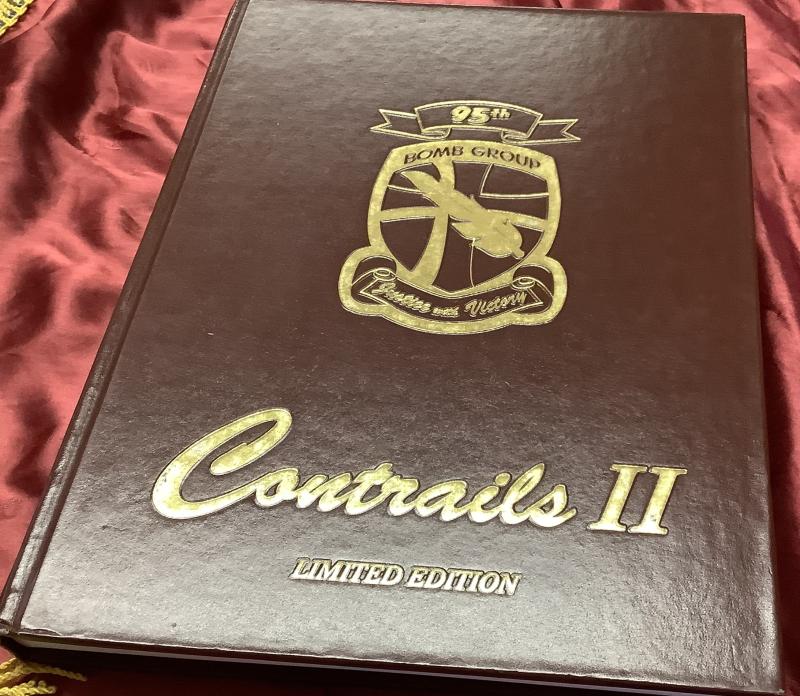 95th
BOMB GROUP
Justice with Victory
Contrails II
LIMITED EDITION